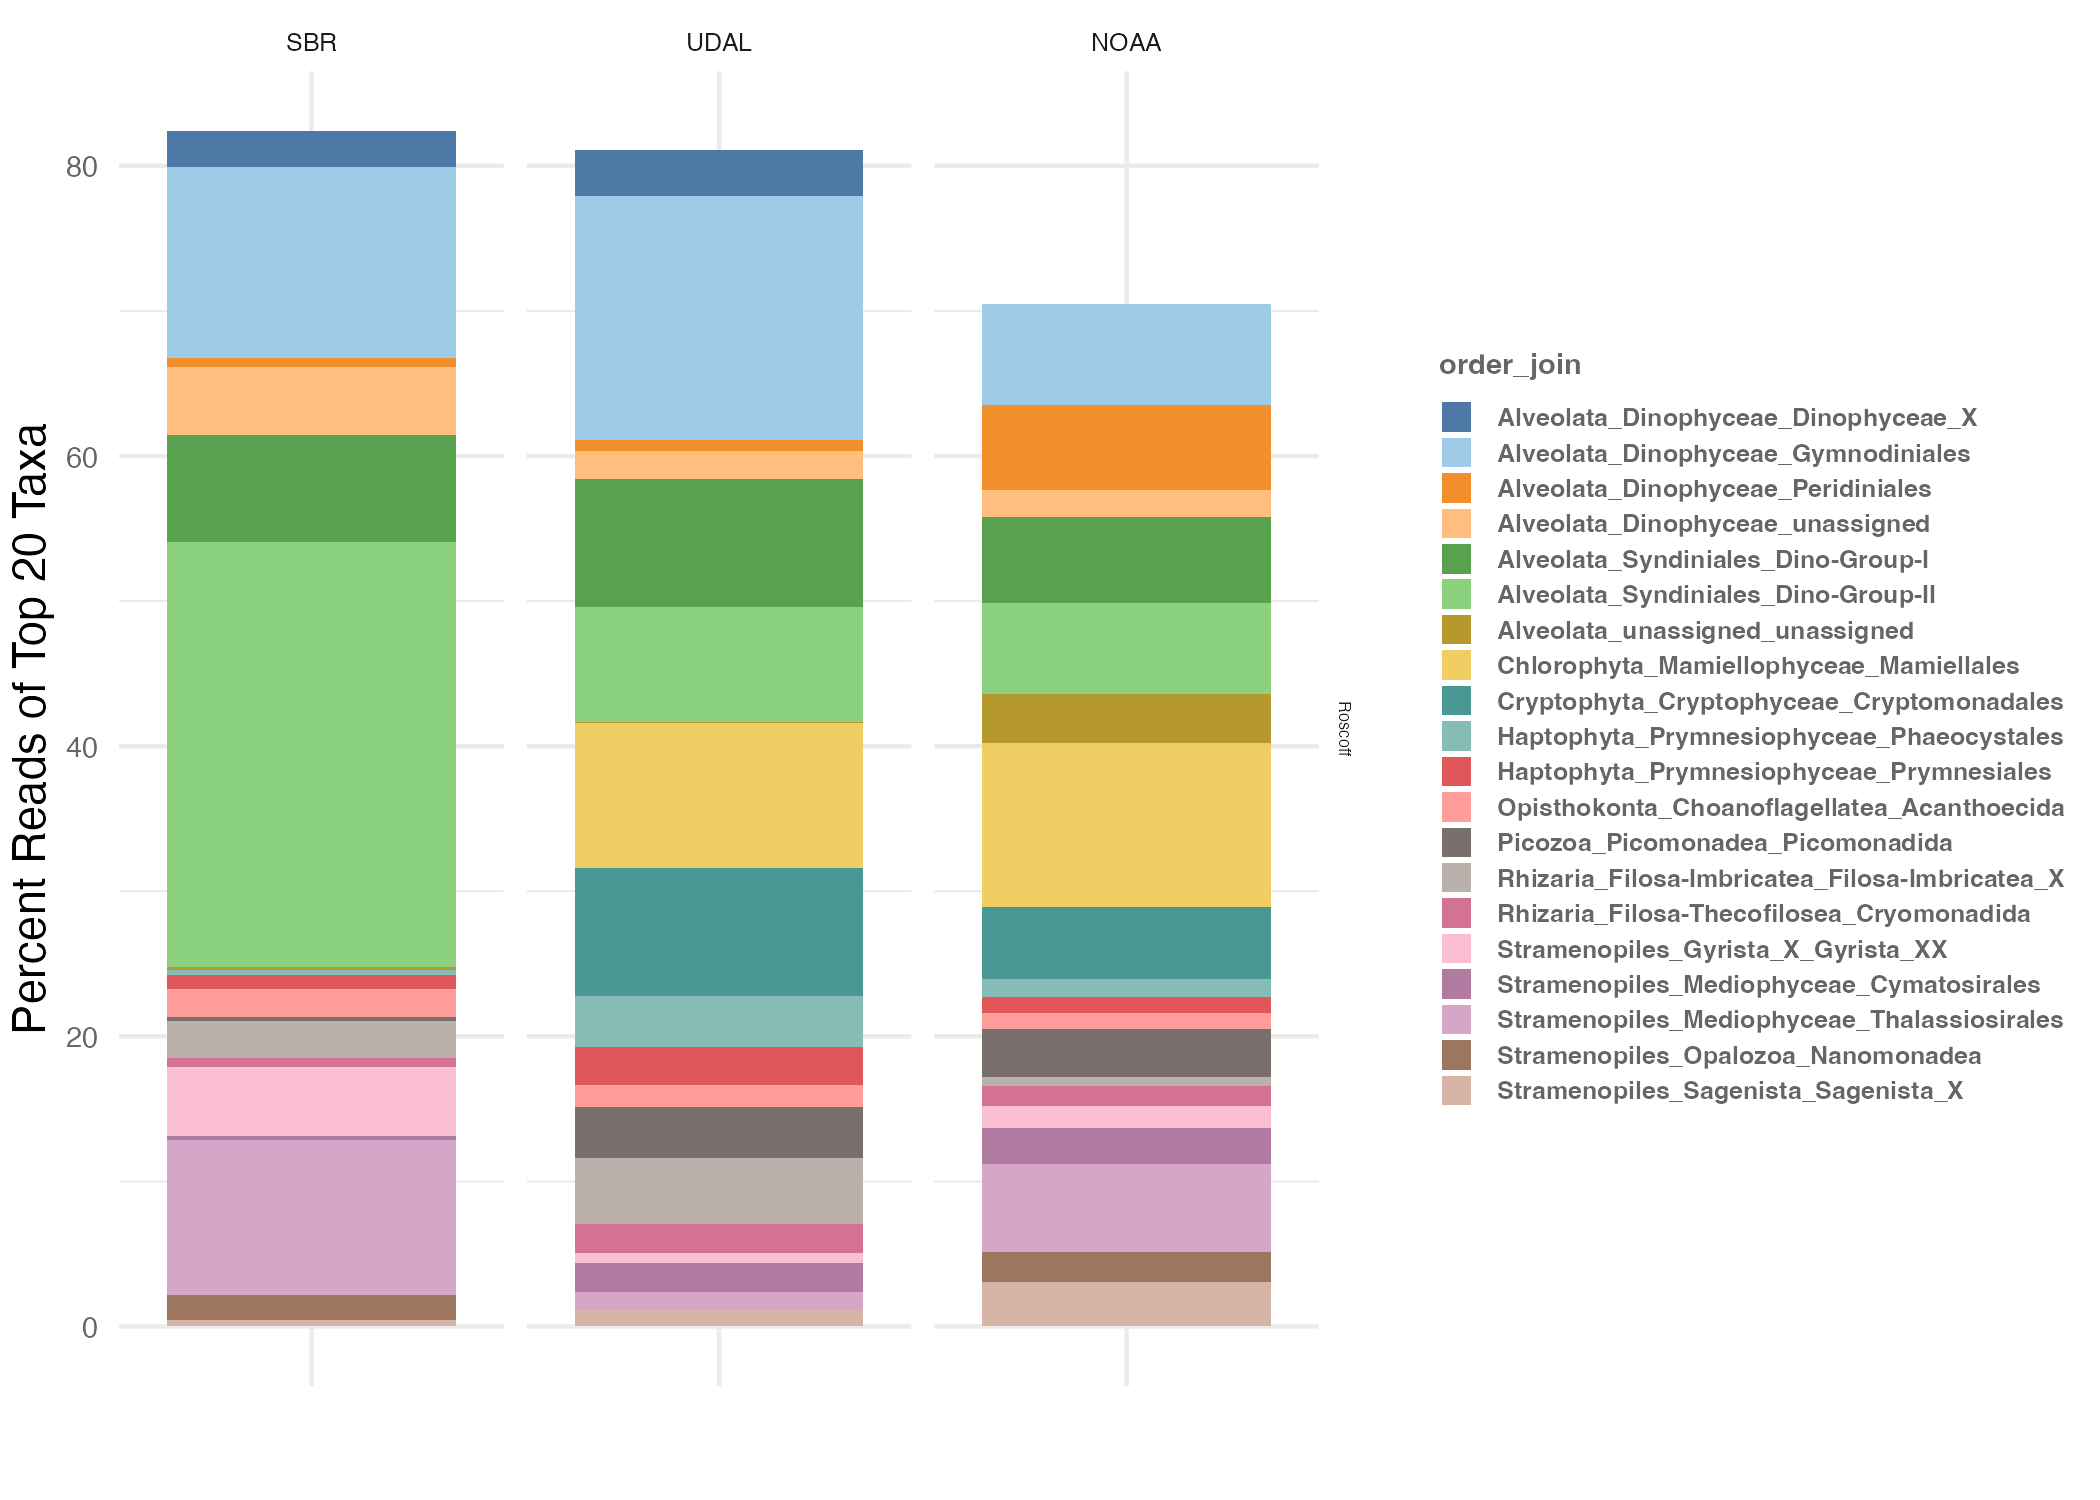 SBR
UDAL
NOAA
Percent Reads of Top 20 Taxa
80
60
40
20
0
Roscoff
order_join
Alveolata_Dinophyceae_Dinophyceae_X
Alveolata_Dinophyceae_Gymnodiniales
Alveolata_Dinophyceae_Peridiniales
Alveolata_Dinophyceae_unassigned
Alveolata_Syndiniales_Dino-Group-I
Alveolata_Syndiniales_Dino-Group-II
Alveolata_unassigned_unassigned
Chlorophyta_Mamiellophyceae_Mamiellales
Cryptophyta_Cryptophyceae_Cryptomonadales
Haptophyta_Prymnesiophyceae_Phaeocystales
Haptophyta_Prymnesiophyceae_Prymnesiales
Opisthokonta_Choanoflagellatea_Acanthoecida
Picozoa_Picomonadea_Picomonadida
Rhizaria_Filosa-Imbricatea_Filosa-Imbricatea_X
Rhizaria_Filosa-Thecofilosea_Cryomonadida
Stramenopiles_Gyrista_X_Gyrista_XX
Stramenopiles_Mediophyceae_Cymatosirales
Stramenopiles_Mediophyceae_Thalassiosirales
Stramenopiles_Opalozoa_Nanomonadea
Stramenopiles_Sagenista_Sagenista_X